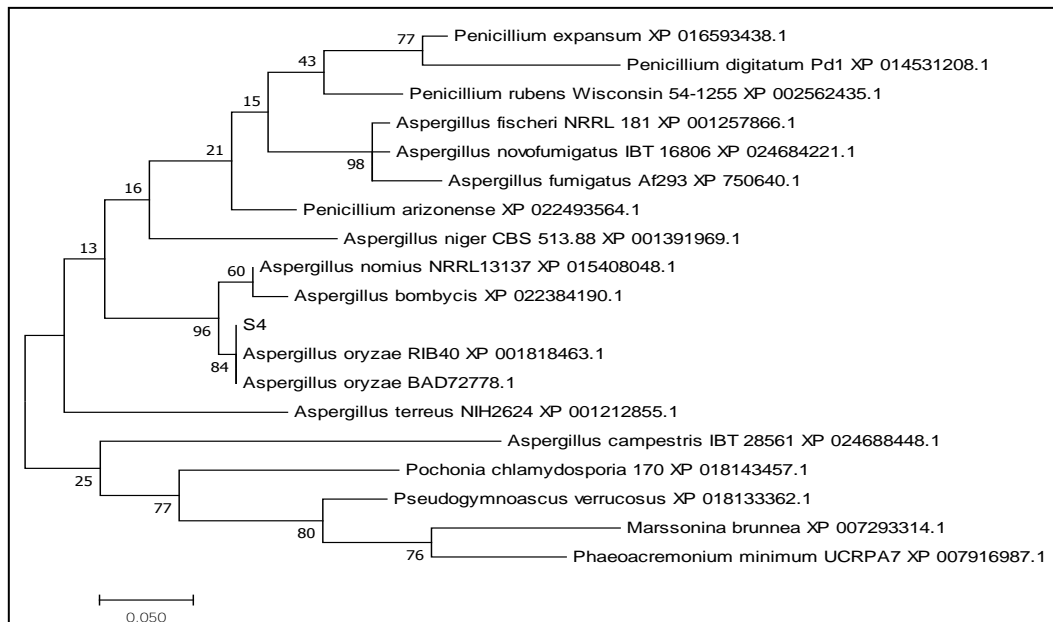 Penicillium expansum XP 016593438.1
77
Penicillium digitatum Pd1 XP 014531208.1
43
Penicillium rubens Wisconsin 54-1255 XP 002562435.1
15
Aspergillus fischeri NRRL 181 XP 001257866.1
21
Aspergillus novofumigatus IBT 16806 XP 024684221.1
98
Aspergillus fumigatus Af293 XP 750640.1
16
Penicillium arizonense XP 022493564.1
Aspergillus niger CBS 513.88 XP 001391969.1
13
Aspergillus nomius NRRL13137 XP 015408048.1
60
Aspergillus bombycis XP 022384190.1
96
S4
Aspergillus oryzae RIB40 XP 001818463.1
84
Aspergillus oryzae BAD72778.1
Aspergillus terreus NIH2624 XP 001212855.1
Aspergillus campestris IBT 28561 XP 024688448.1
25
Pochonia chlamydosporia 170 XP 018143457.1
77
Pseudogymnoascus verrucosus XP 018133362.1
80
Marssonina brunnea XP 007293314.1
76
Phaeoacremonium minimum UCRPA7 XP 007916987.1
0.050